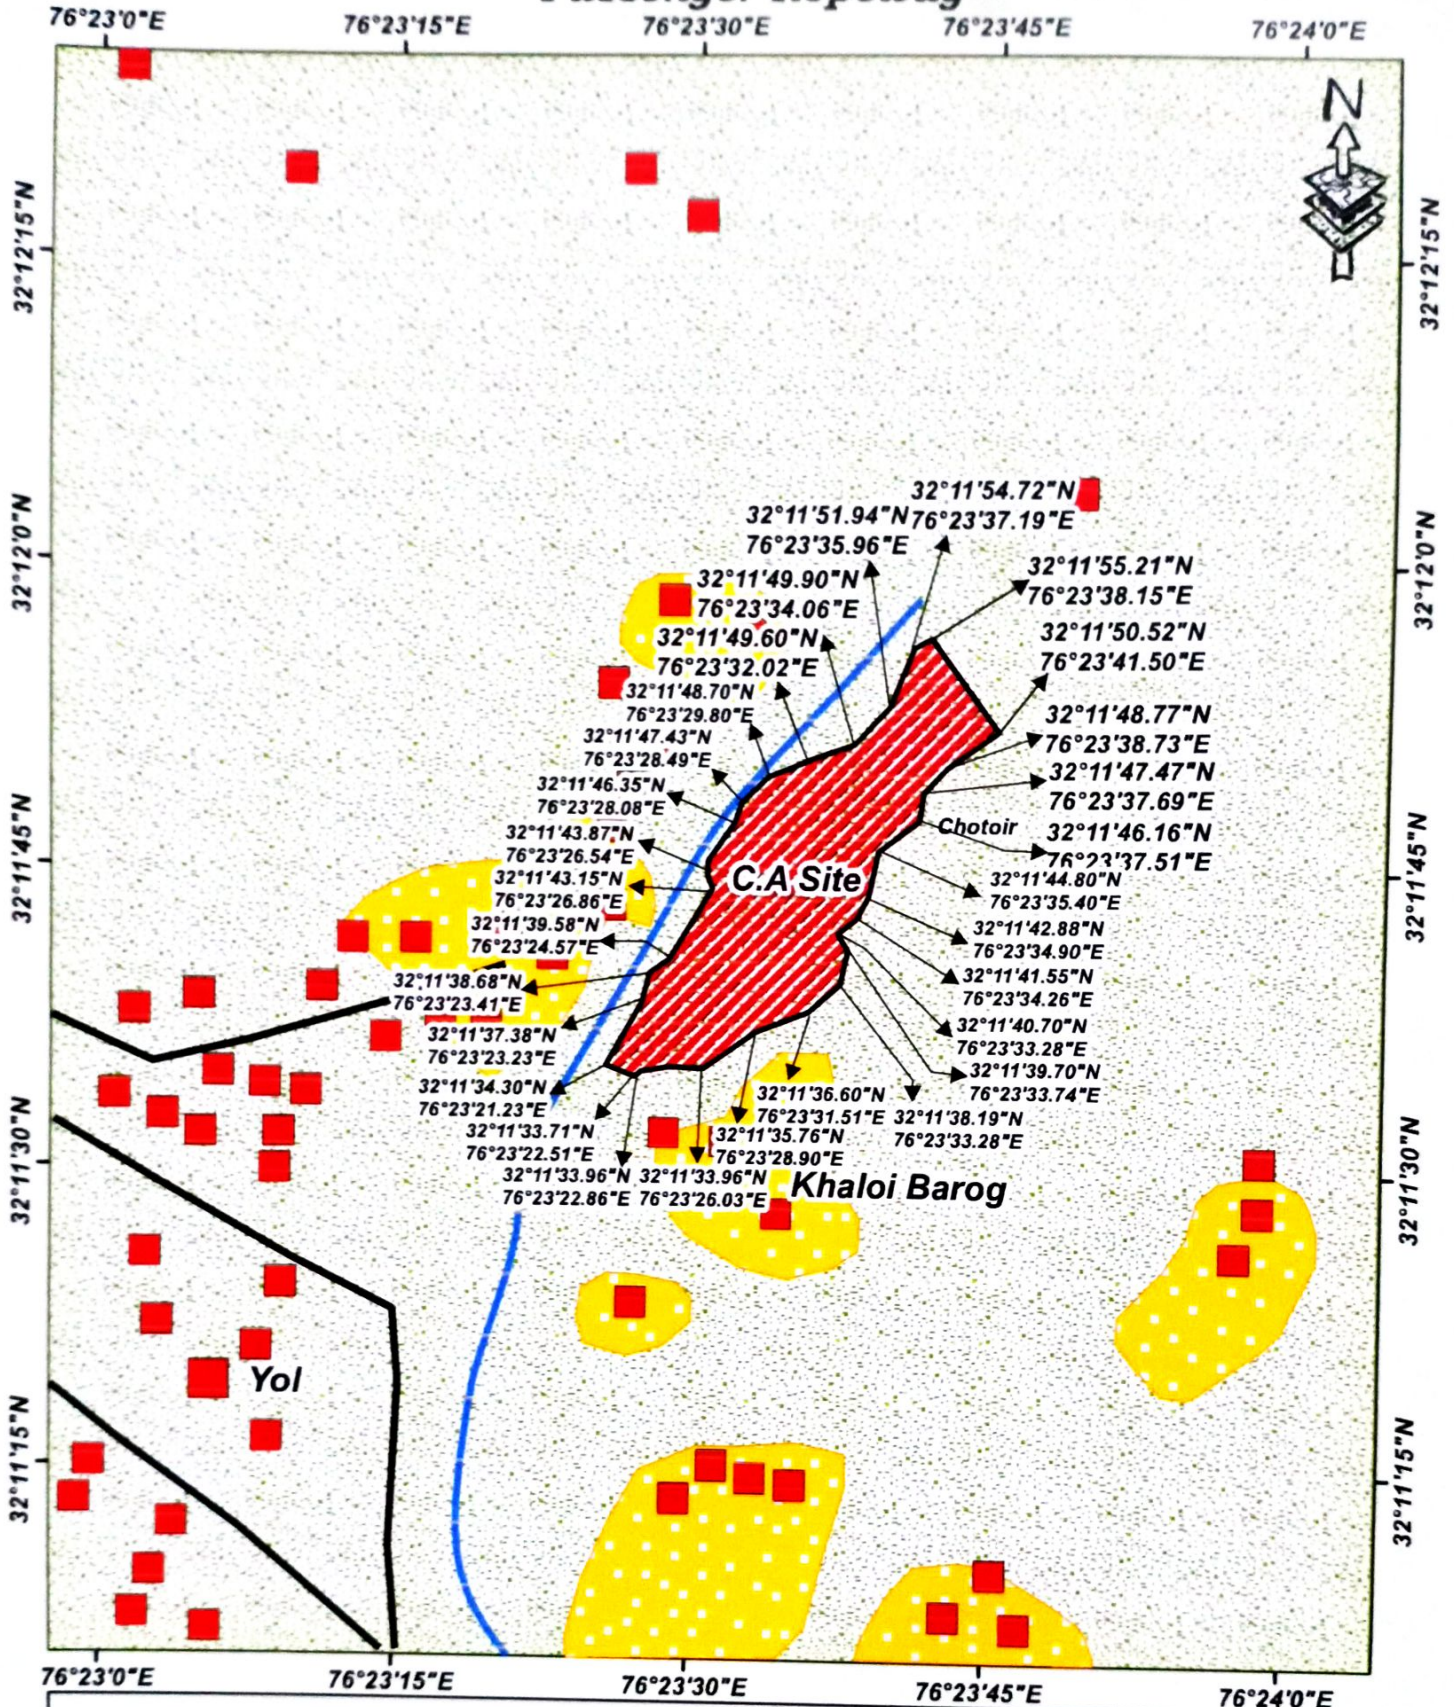 76°23'0"E
76°23'15"E
76°23'30"E
76°23'45"E
76°24'0"E
N
32°12'15"N
32°12'15"N
32°12'0"N
32°12'0"N
32°11'54.72"N
76°23'37.19"E
32°11'51.94"N
76°23'35.96"E
32°11'55.21"N
76°23'38.15"E
32°11'49.90"N
76°23'34.06"E
32°11'50.52"N
76°23'41.50"E
32°11'49.60"N
76°23'32.02"E
32°11'48.70"N
76°23'29.80"E
32°11'48.77"N
76°23'38.73"E
32°11'47.43"N
76°23'28.49"E
32°11'47.47"N
76°23'37.69"E
32°11'46.35"N
76°23'28.08"E
Chotoir
32°11'46.16"N
76°23'37.51"E
32°11'43.87"N
76°23'26.54"E
32°11'45"N
32°11'45"N
C.A Site
32°11'43.15"N
76°23'26.86"E
32°11'44.80"N
76°23'35.40"E
32°11'39.58"N
76°23'24.57"E
32°11'42.88"N
76°23'34.90"E
32°11'38.68"N
76°23'23.41"E
32°11'41.55"N
76°23'34.26"E
32°11'37.38"N
76°23'23.23"E
32°11'40.70"N
76°23'33.28"E
32°11'34.30"N
76°23'21.23"E
32°11'39.70"N
76°23'33.74"E
32°11'36.60"N
76°23'31.51"E
32°11'38.19"N
76°23'33.28"E
32°11'33.71"N
76°23'22.51"E
32°11'35.76"N
76°23'28.90"E
32°11'33.96"N
76°23'22.86"E
32°11'33.96"N
76°23'26.03"E
Khaloi Barog
32°11'30"N
32°11'30"N
Yol
32°11'15"N
32°11'15"N
76°23'0"E
76°23'15"E
76°23'30"E
76°23'45"E
76°24'0"E